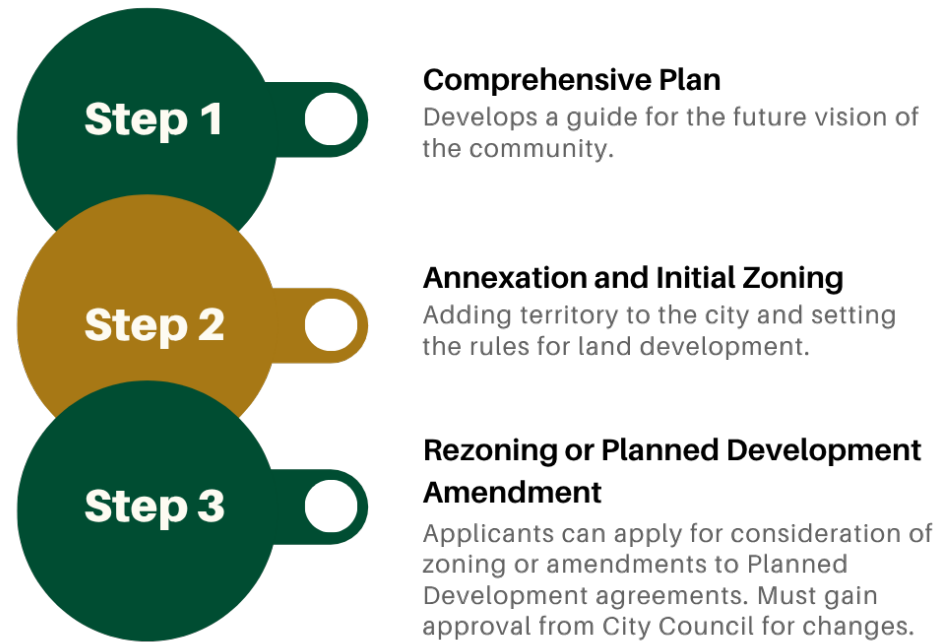 Step 1
Comprehensive Plan
Develops a guide for the future vision of
the community.
Step 2
Annexation and Initial Zoning
Adding territory to the city and setting
the rules for land development.
Step 3
Rezoning or Planned Development
Amendment
Applicants can apply for consideration of
zoning or amendments to Planned
Development agreements. Must gain
approval from City Council for changes.